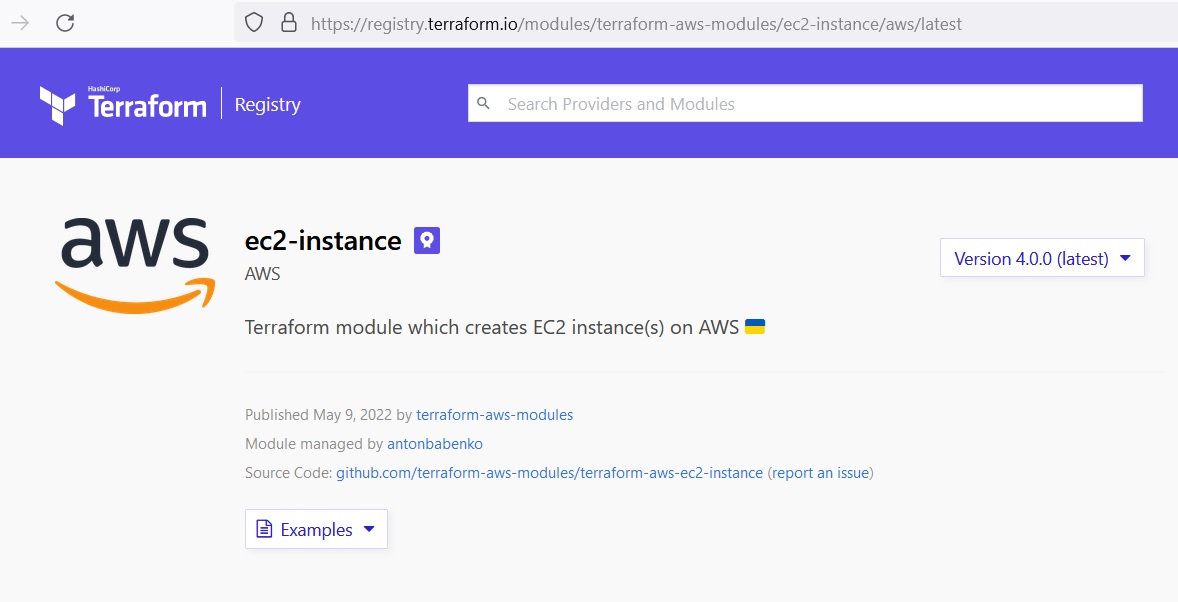 https://registry.terraform.io/modules/terraform-aws-modules/ec2-instance/aws/latest
HashiCorp
Terraform
Registry
Search Providers and Modules
aws
ec2-instance
AWS
Version 4.0.0 (latest)
Terraform module which creates EC2 instance(s) on AWS 🇺🇦
Published May 9, 2022 by terraform-aws-modules
Module managed by antonbabenko
Source Code: github.com/terraform-aws-modules/terraform-aws-ec2-instance (report an issue)
Examples